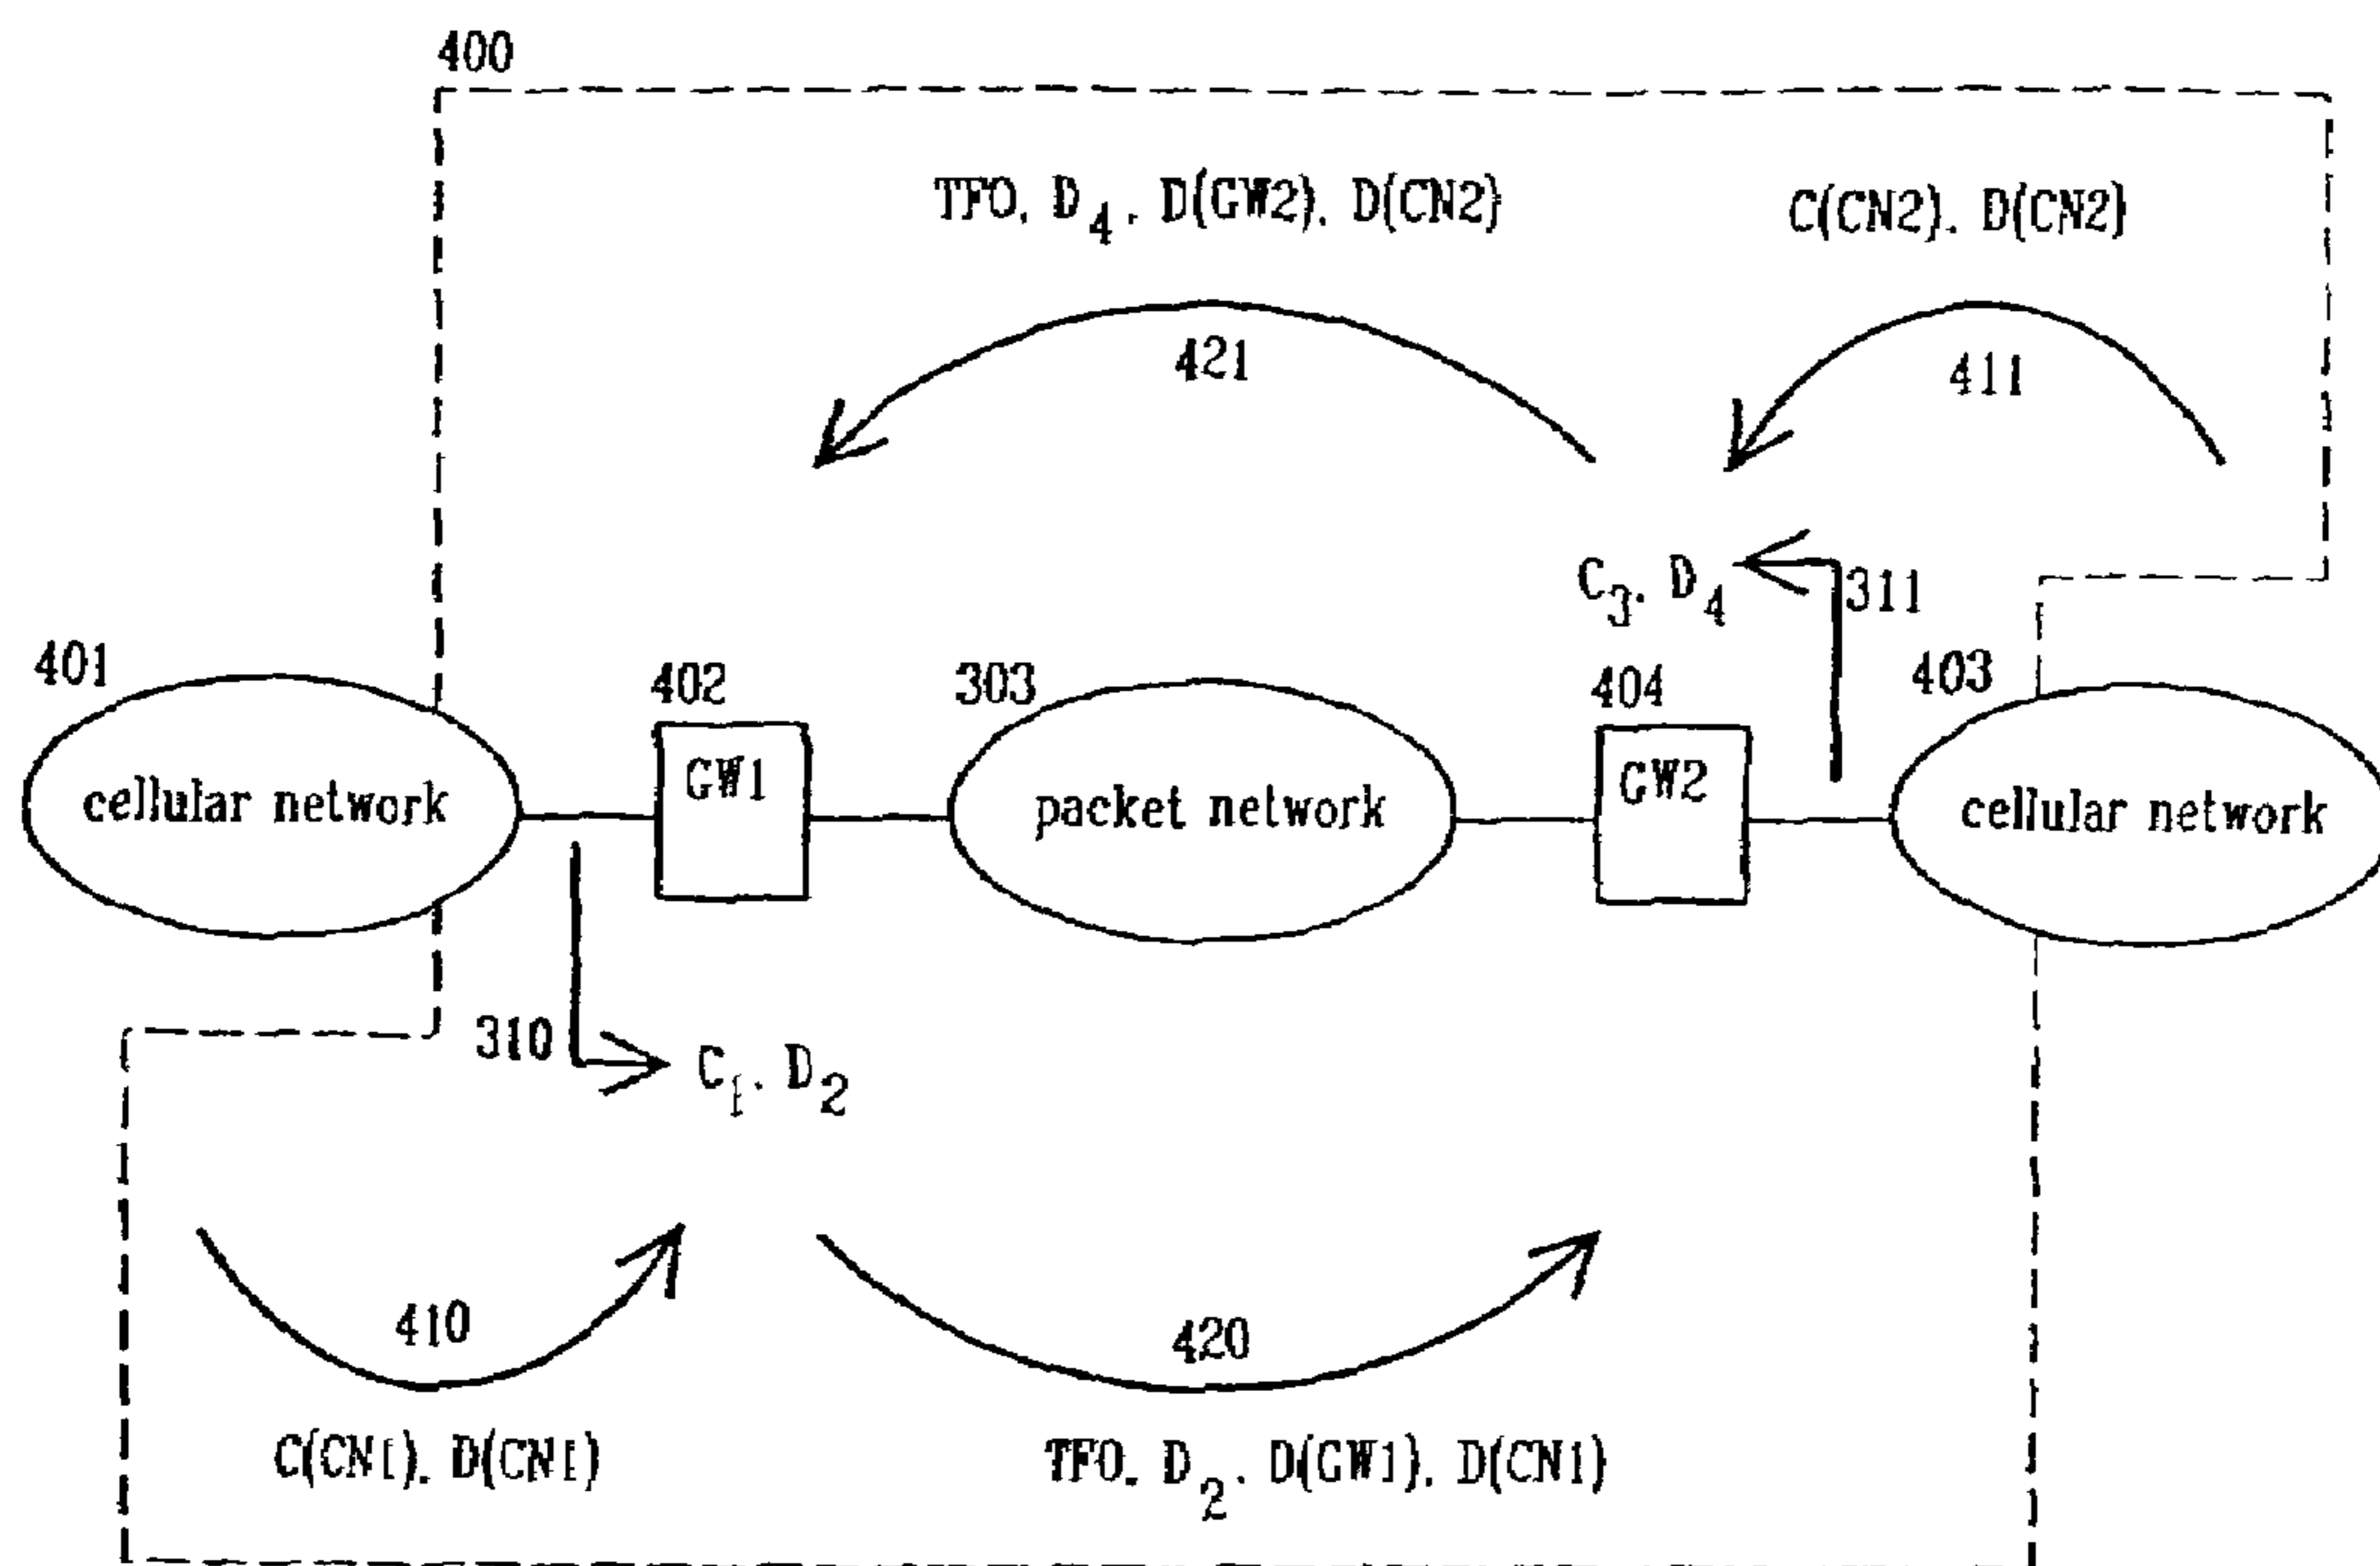 400
TFO, D4, D(GW2), D(CN2)
C(CN2), D(CN2)
421
411
C3, D4
311
401
402
303
404
403
cellular network
GW1
packet network
GW2
cellular network
310
C1, D2
410
420
C(CN1), D(CN1)
TFO, D2, D(GW1), D(CN1)